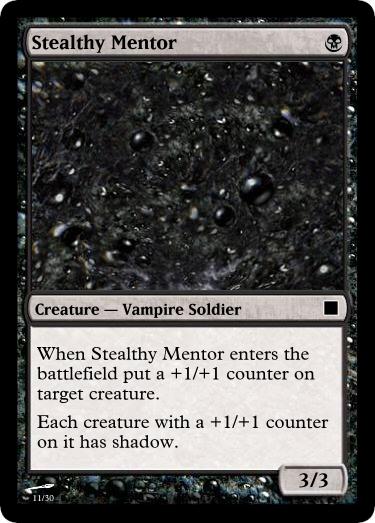 Stealthy Mentor
Creature — Vampire Soldier
When Stealthy Mentor enters the
battlefield put a +1/+1 counter on
target creature.
Each creature with a +1/+1 counter
on it has shadow.
3/3
11/30